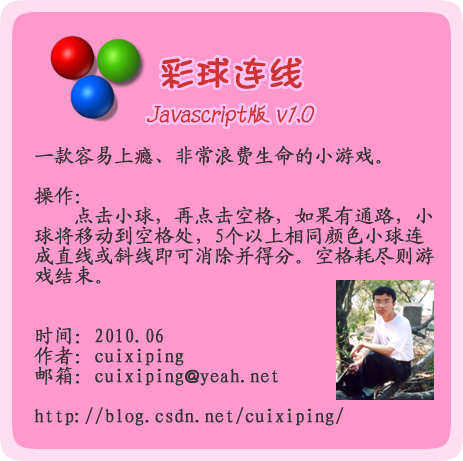 彩球连线
Javascript版 v1.0
一款容易上瘾、非常浪费生命的小游戏。
操作：
点击小球，再点击空格，如果有通路，小
球将移动到空格处，5个以上相同颜色小球连
成直线或斜线即可消除并得分。空格耗尽则游
戏结束。
时间：2010.06
作者：cuixiping
邮箱：cuixiping@yeah.net
http://blog.csdn.net/cuixiping/